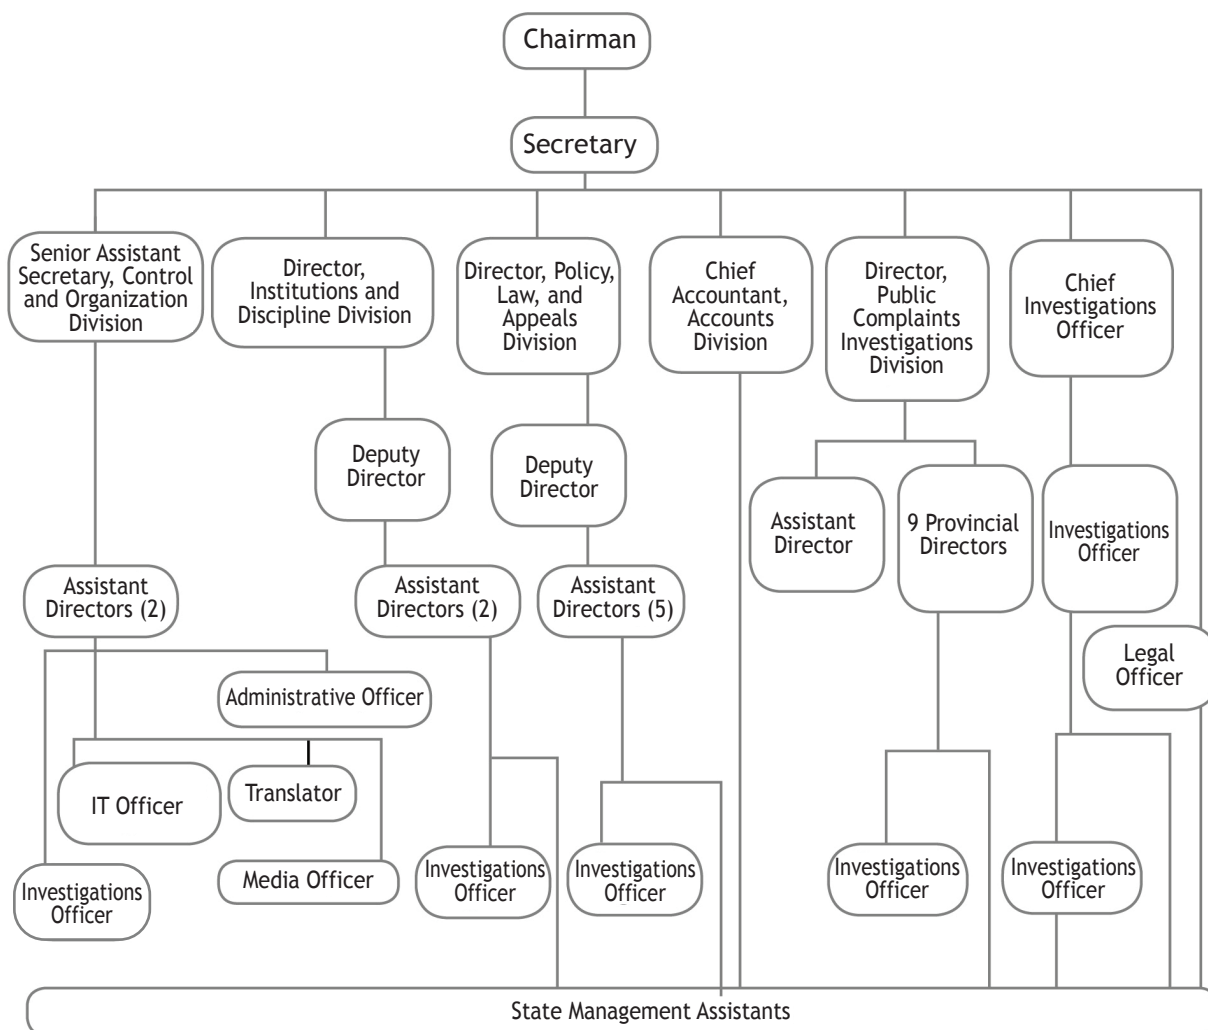 Chairman
Secretary
Senior Assistant
Secretary, Control
and Organization
Division
Director,
Institutions and
Discipline Division
Director, Policy,
Law, and
Appeals
Division
Chief
Accountant,
Accounts
Division
Director,
Public
Complaints
Investigations
Division
Chief
Investigations
Officer
Deputy
Director
Deputy
Director
Assistant
Director
9 Provincial
Directors
Investigations
Officer
Assistant
Directors (2)
Assistant
Directors (2)
Assistant
Directors (5)
Legal
Officer
Administrative Officer
IT Officer
Translator
Media Officer
Investigations
Officer
Investigations
Officer
Investigations
Officer
Investigations
Officer
Investigations
Officer
State Management Assistants